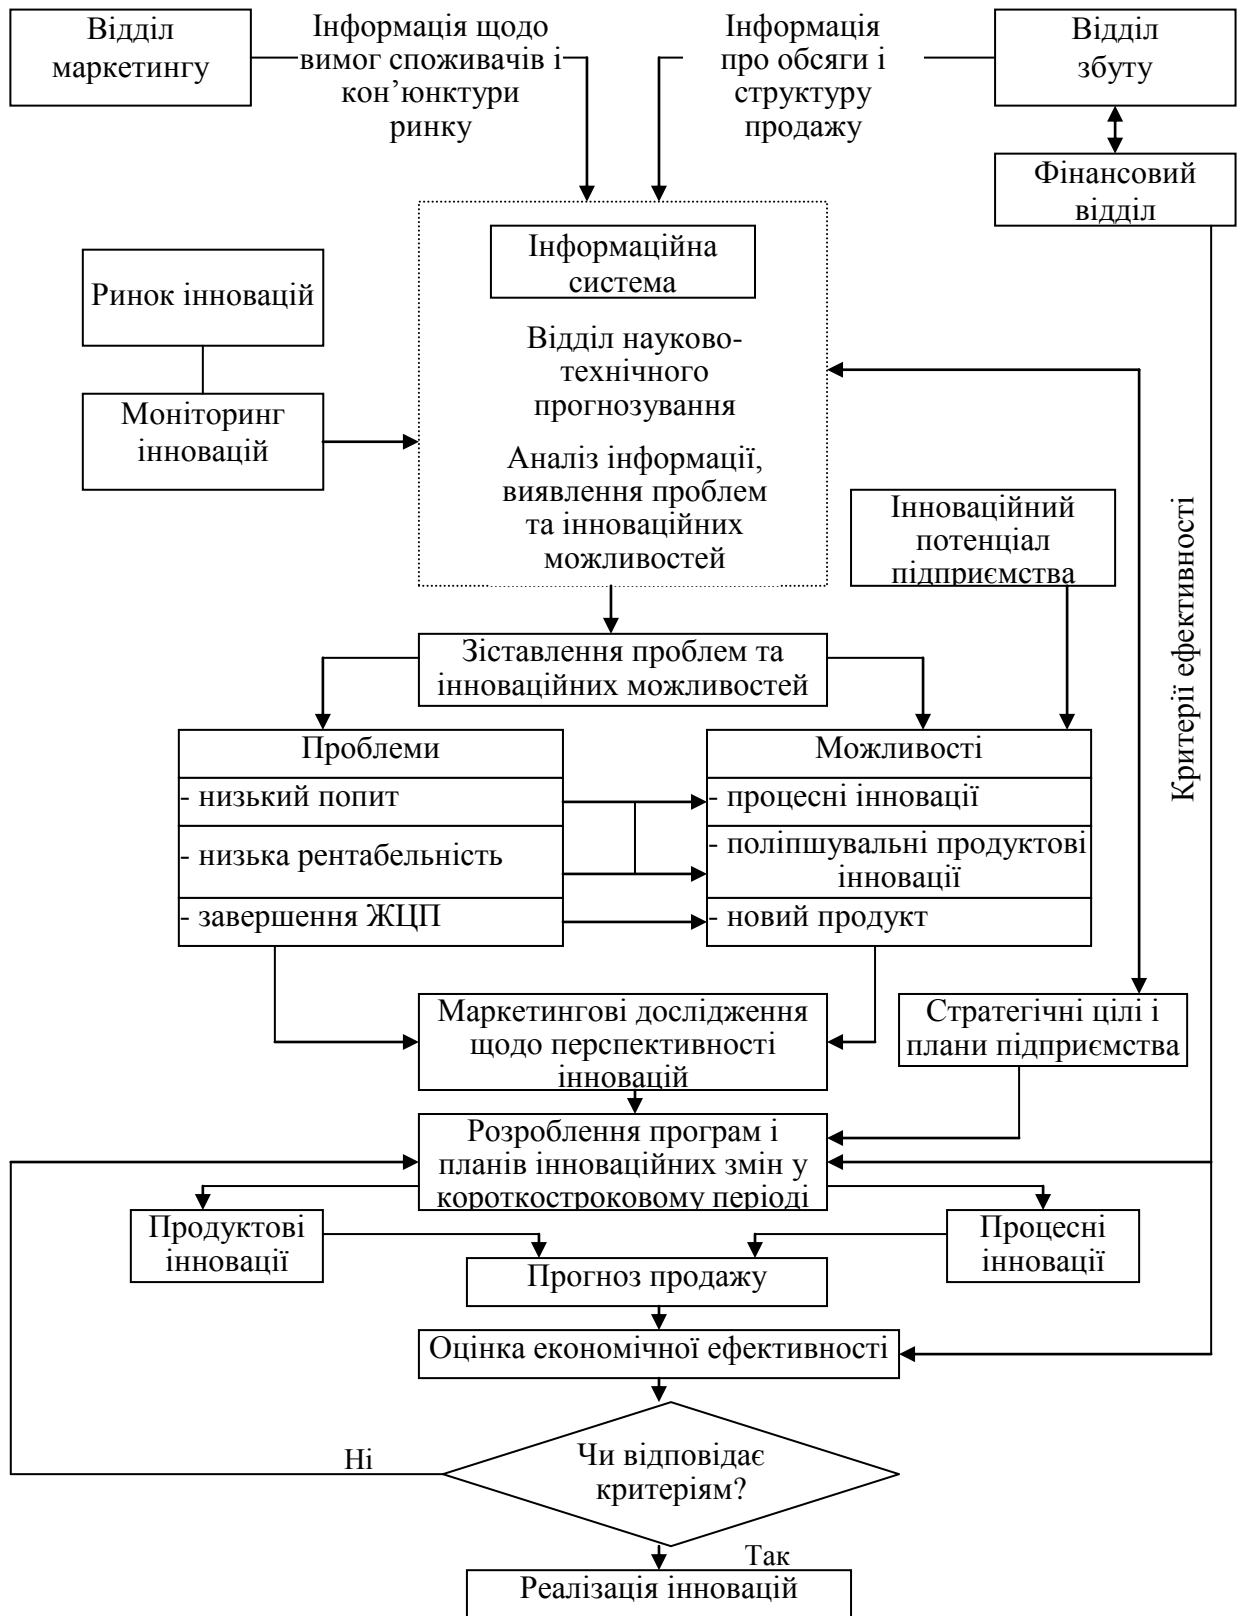 Відділ
маркетингу
Інформація щодо
вимог споживачів і
кон’юнктури
ринку
Інформація
про обсяги і
структуру
продажу
Відділ
збуту
Фінансовий
відділ
Інформаційна
система
Ринок інновацій
Відділ науково-
технічного
прогнозування
Моніторинг
інновацій
Аналіз інформації,
виявлення проблем
та інноваційних
можливостей
Інноваційний
потенціал
підприємства
Критерії ефективності
Зіставлення проблем та
інноваційних можливостей
Проблеми
- низький попит
- низька рентабельність
- завершення ЖЦП
Можливості
- процесні інновації
- поліпшувальні продуктові
інновації
- новий продукт
Маркетингові дослідження
щодо перспективності
інновацій
Стратегічні цілі і
плани підприємства
Розроблення програм і
планів інноваційних змін у
короткостроковому періоді
Продуктові
інновації
Процесні
інновації
Прогноз продажу
Оцінка економічної ефективності
Чи відповідає
критеріям?
Ні
Так
Реалізація інновацій